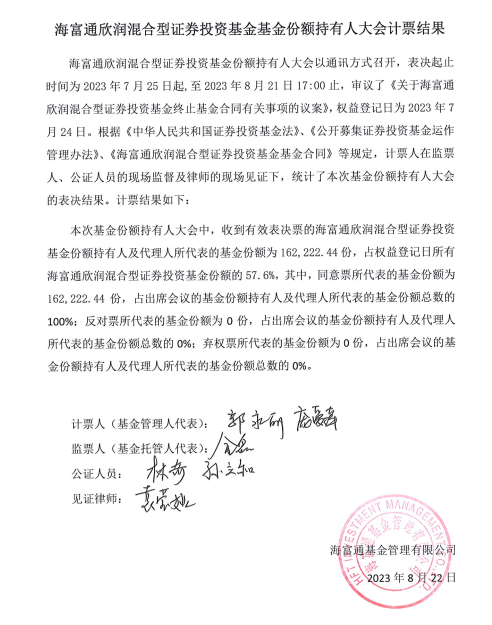 海富通欣润混合型证券投资基金基金份额持有人大会计票结果
海富通欣润混合型证券投资基金份额持有人大会以通讯方式召开，表决起止
时间为 2023 年 7 月 25 日起,至 2023 年 8 月 21 日 17:00 止，审议了《关于海富通
欣润混合型证券投资基金终止基金合同有关事项的议案》，权益登记日为 2023 年 7
月 24 日。根据《中华人民共和国证券投资基金法》、《公开募集证券投资基金运作
管理办法》、《海富通欣润混合型证券投资基金基金合同》等规定，计票人在监票
人、公证人员的现场监督及律师的现场见证下，统计了本次基金份额持有人大会
的表决结果。计票结果如下：
本次基金份额持有人大会中，收到有效表决票的海富通欣润混合型证券投资
基金份额持有人及代理人所代表的基金份额为 162,222.44 份，占权益登记日所有
海富通欣润混合型证券投资基金份额的 57.6%，其中，同意票所代表的基金份额为
162,222.44 份，占出席会议的基金份额持有人及代理人所代表的基金份额总数的
100%；反对票所代表的基金份额为 0 份，占出席会议的基金份额持有人及代理人
所代表的基金份额总数的 0%；弃权票所代表的基金份额为 0 份，占出席会议的基
金份额持有人及代理人所代表的基金份额总数的 0%。
计票人（基金管理人代表）：
监票人（基金托管人代表）：
公证人员： 林奇 孙立和
见证律师：
海富通基金管理有限公司
HFT INVESTMENT MANAGEMENT CO., LTD.
海富通基金管理有限公司
2023 年 8 月 22 日